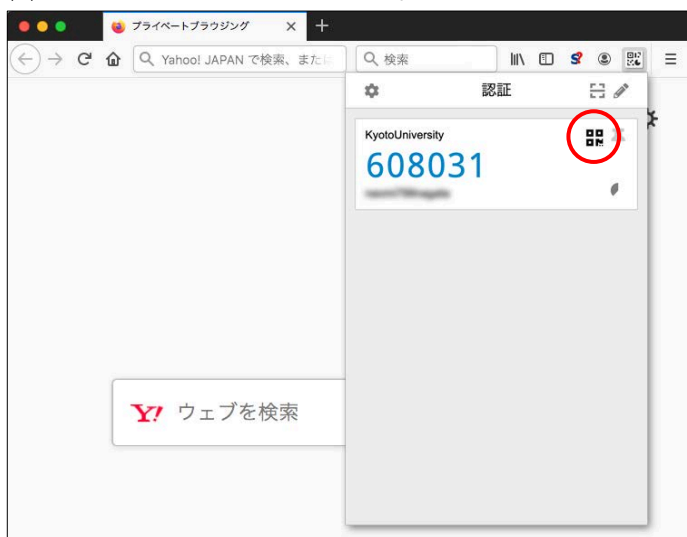 プライベートブラウジング
Yahoo! JAPAN で検索、または
検索
認証
KyotoUniversity
608031
Y! ウェブを検索